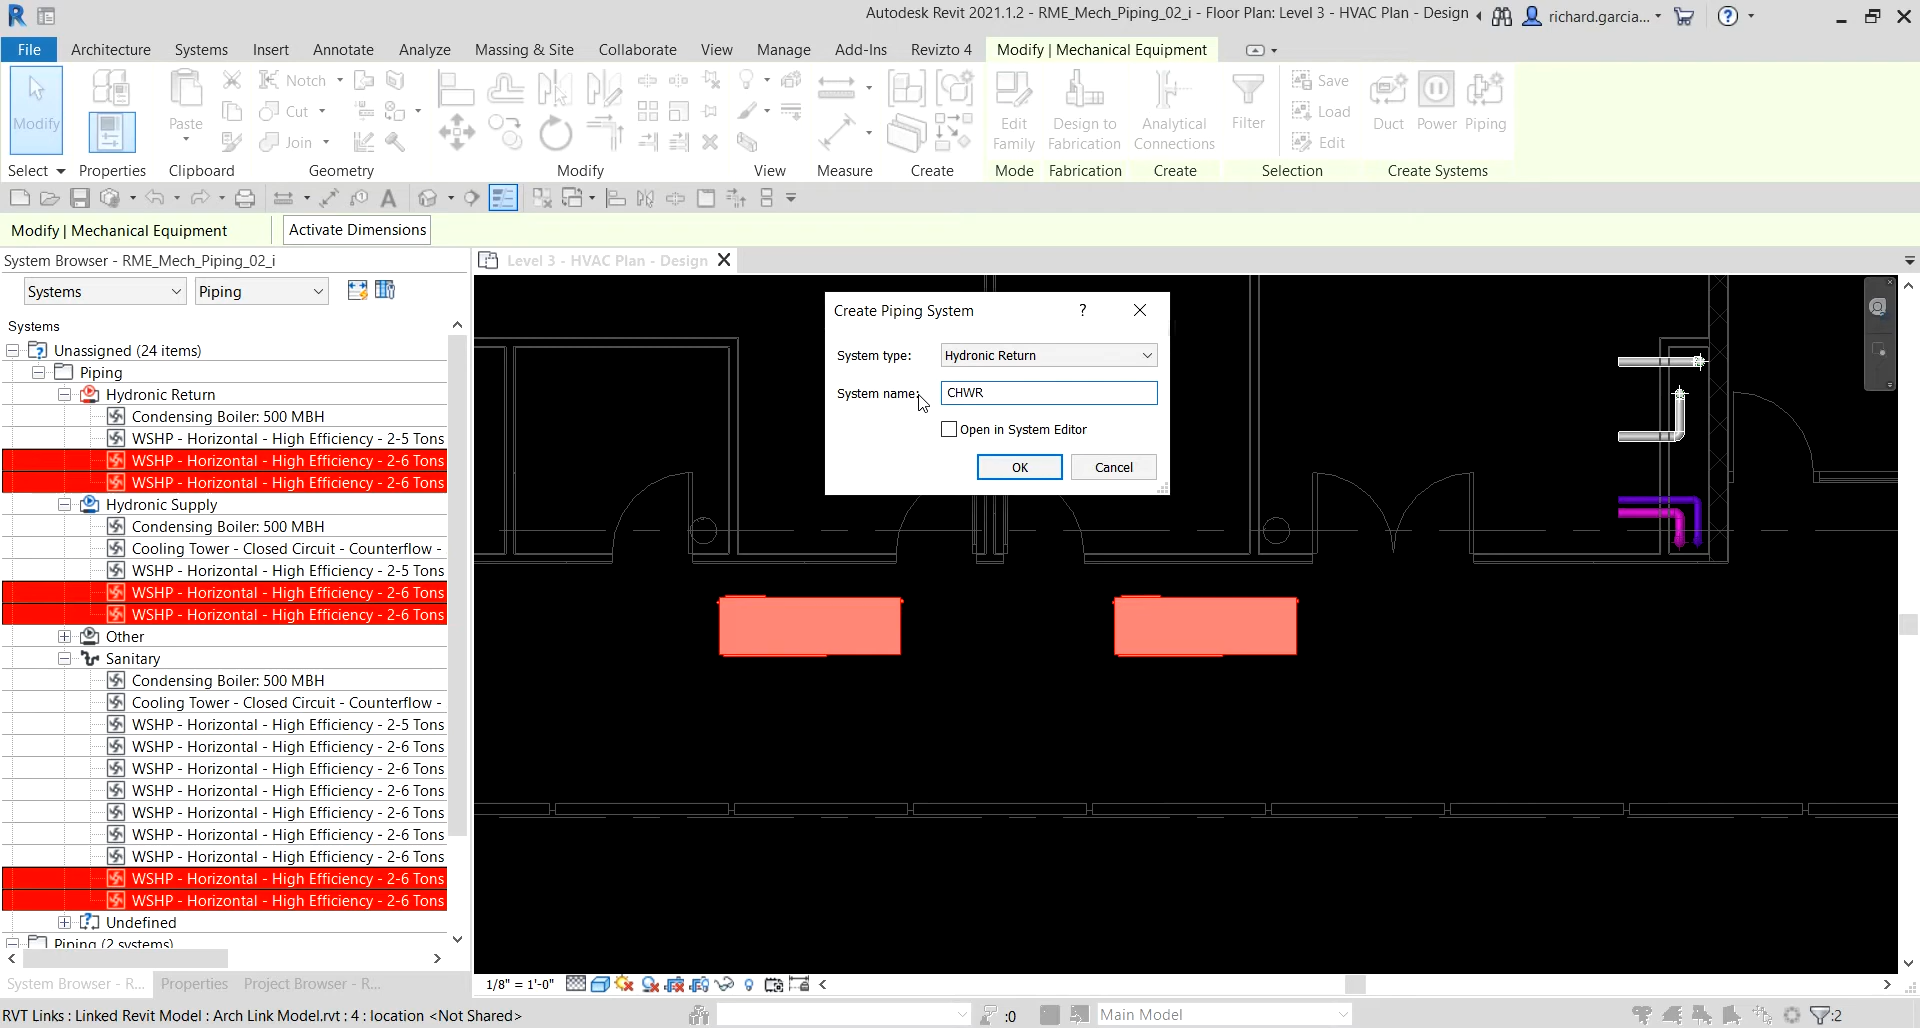 Autodesk Revit 2021.1.2 - RME_Mech_Piping_02_i - Floor Plan: Level 3 - HVAC Plan - Design
richard.garcia...
File Architecture Systems Insert Annotate Analyze Massing & Site Collaborate View Manage Add-Ins Revizto 4 Modify | Mechanical Equipment
Modify
Paste
Notch
Cut
Join
Edit
Family
Design to
Fabrication
Analytical
Connections
Filter
Save
Load
Edit
Duct Power Piping
Select Properties Clipboard Geometry Modify View Measure Create Mode Fabrication Create Selection Create Systems
Modify | Mechanical Equipment Activate Dimensions
System Browser - RME_Mech_Piping_02_i
Level 3 - HVAC Plan - Design
Systems Piping
Systems
Unassigned (24 items)
Piping
Hydronic Return
Condensing Boiler: 500 MBH
WSHP - Horizontal - High Efficiency - 2-5 Tons
WSHP - Horizontal - High Efficiency - 2-6 Tons
WSHP - Horizontal - High Efficiency - 2-6 Tons
Hydronic Supply
Condensing Boiler: 500 MBH
Cooling Tower - Closed Circuit - Counterflow -
WSHP - Horizontal - High Efficiency - 2-5 Tons
WSHP - Horizontal - High Efficiency - 2-6 Tons
WSHP - Horizontal - High Efficiency - 2-6 Tons
Other
Sanitary
Condensing Boiler: 500 MBH
Cooling Tower - Closed Circuit - Counterflow -
WSHP - Horizontal - High Efficiency - 2-5 Tons
WSHP - Horizontal - High Efficiency - 2-6 Tons
WSHP - Horizontal - High Efficiency - 2-6 Tons
WSHP - Horizontal - High Efficiency - 2-6 Tons
WSHP - Horizontal - High Efficiency - 2-6 Tons
WSHP - Horizontal - High Efficiency - 2-6 Tons
WSHP - Horizontal - High Efficiency - 2-6 Tons
WSHP - Horizontal - High Efficiency - 2-6 Tons
WSHP - Horizontal - High Efficiency - 2-6 Tons
Undefined
Piping (2 systems)
System Browser - R... Properties Project Browser - R...
Create Piping System ?
System type: Hydronic Return
System name: CHWR
Open in System Editor
OK Cancel
1/8" = 1'-0"
RVT Links : Linked Revit Model : Arch Link Model.rvt : 4 : location <Not Shared>
:0
Main Model
:2